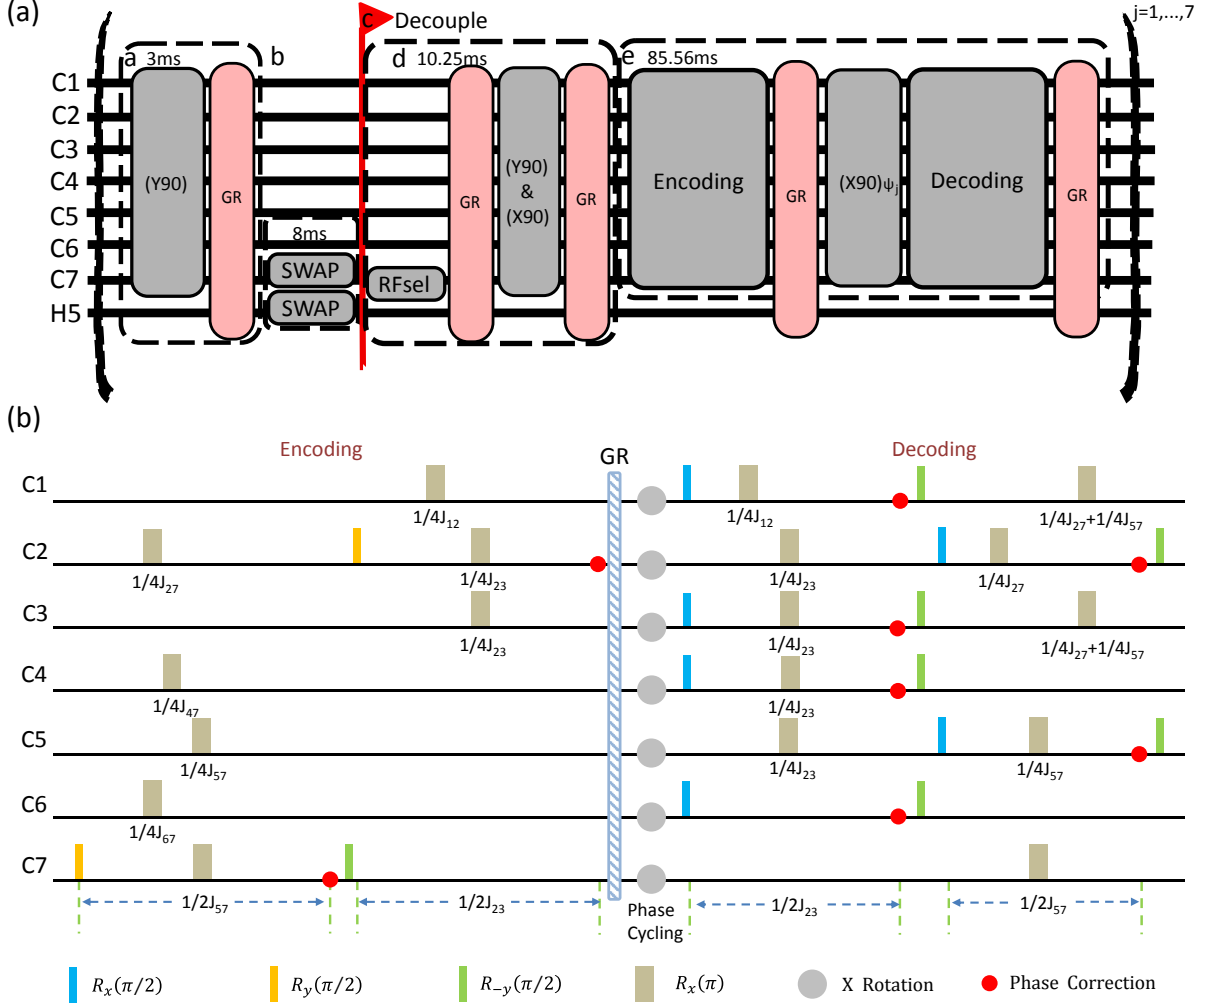 (a)
j=1,...,7
C Decouple
a 3ms b d 10.25ms e 85.56ms
C1
C2
C3
C4
C5
C6
C7
H5
(Y90)
GR
8ms
SWAP
SWAP
RFsel
GR
(Y90)
&
(X90)
GR
Encoding
GR
(X90)ψj
Decoding
GR
(b)
Encoding GR Decoding
C1
1/4J12 1/4J12 1/4J27+1/4J57
C2
1/4J27 1/4J23 1/4J23 1/4J27
C3
1/4J23 1/4J23 1/4J27+1/4J57
C4
1/4J47 1/4J23
C5
1/4J57 1/4J23 1/4J57
C6
1/4J67
C7
1/2J57 1/2J23 Phase 1/2J23 1/2J57
Cycling
Rx(π/2) Ry(π/2) R−y(π/2) Rx(π) X Rotation Phase Correction